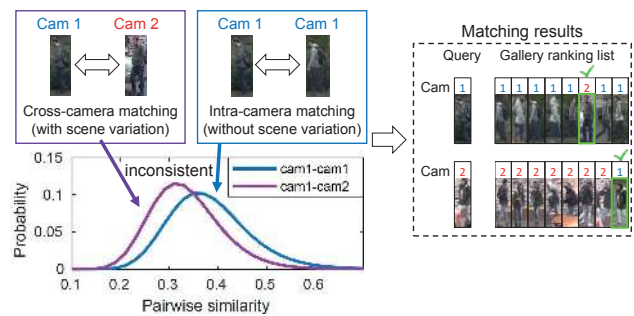 Cam 1 Cam 2
Cross-camera matching
(with scene variation)
Cam 1 Cam 1
Intra-camera matching
(without scene variation)
Matching results
Query Gallery ranking list
Cam 1 1 1 1 1 1 2 1 1
Cam 2 2 2 2 2 2 2 2 1
inconsistent
cam1-cam1
cam1-cam2
0.15
0.1
0.05
0
Probability
0.1 0.2 0.3 0.4 0.5 0.6
Pairwise similarity